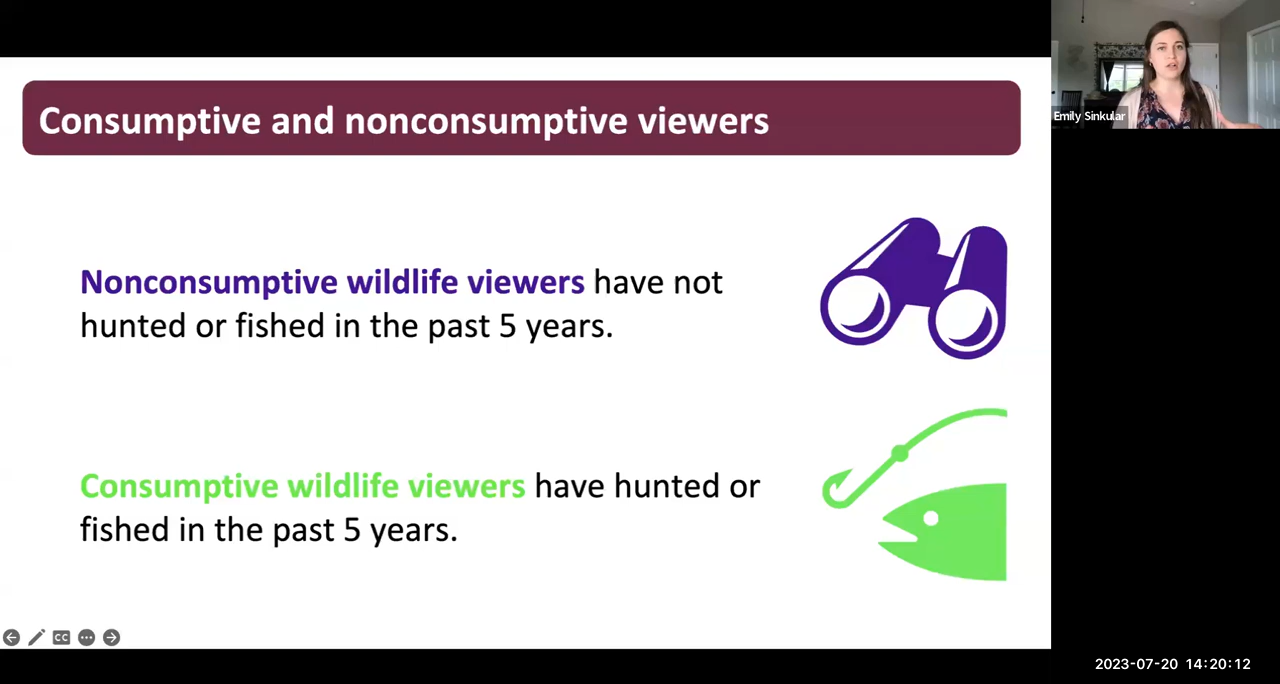 Consumptive and nonconsumptive viewers
Emily Sinkular
Nonconsumptive wildlife viewers have not
hunted or fished in the past 5 years.
Consumptive wildlife viewers have hunted or
fished in the past 5 years.
CC
2023-07-20 14:20:12